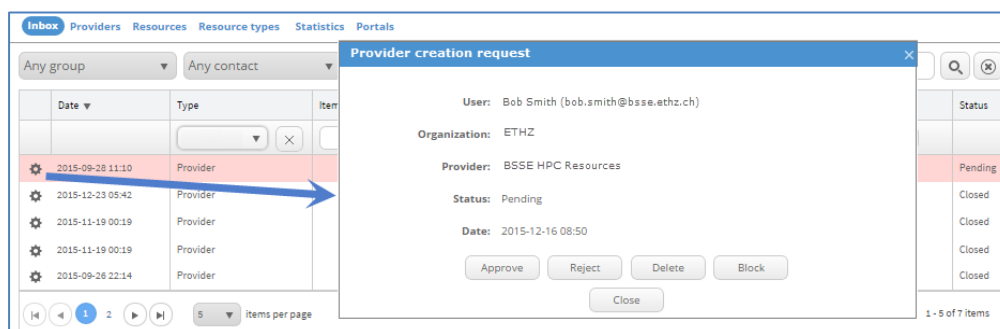 Inbox Providers Resources Resource types Statistics Portals
Provider creation request
Any group Any contact
User: Bob Smith (bob.smith@bsse.ethz.ch)
Date Type Item Status
Organization: ETHZ
2015-09-28 11:10 Provider Pending
Provider: BSSE HPC Resources
2015-12-23 05:42 Provider Closed
Status: Pending
2015-11-19 00:19 Provider Closed
Date: 2015-12-16 08:50
2015-11-19 00:19 Provider Closed
Approve Reject Delete Block
2015-09-26 22:14 Provider Closed
Close
1 2 5 items per page 1 - 5 of 7 items